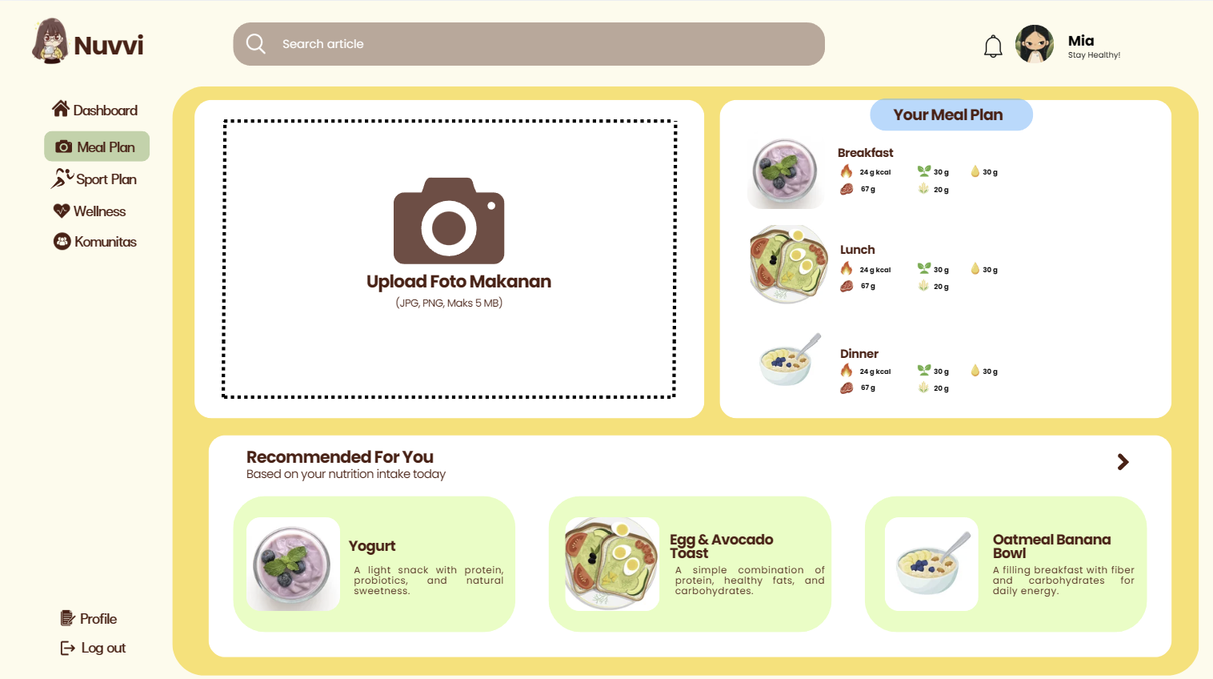 Nuvvi
Search article
Mia
Stay Healthy!
Dashboard
Meal Plan
Sport Plan
Wellness
Komunitas
Profile
Log out
Upload Foto Makanan
(JPG, PNG, Maks 5 MB)
Your Meal Plan
Breakfast
24 g kcal 30 g 30 g
67 g 20 g
Lunch
24 g kcal 30 g 30 g
67 g 20 g
Dinner
24 g kcal 30 g 30 g
67 g 20 g
Recommended For You
Based on your nutrition intake today
Yogurt
A light snack with protein,
probiotics, and natural
sweetness.
Egg & Avocado
Toast
A simple combination of
protein, healthy fats, and
carbohydrates.
Oatmeal Banana
Bowl
A filling breakfast with fiber
and carbohydrates for
daily energy.